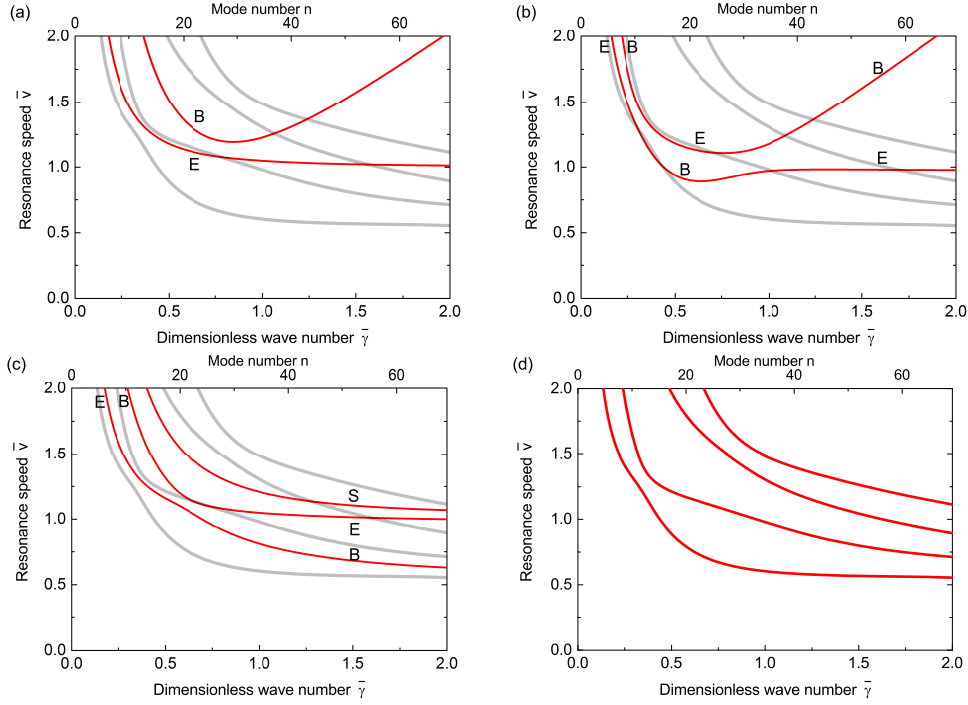 (a)
Mode number n
0 20 40 60
Resonance speed v̅
2.0
1.5
1.0
0.5
0.0
B
E
0.0 0.5 1.0 1.5 2.0
Dimensionless wave number γ̅
(b)
Mode number n
0 20 40 60
Resonance speed v̅
2.0
1.5
1.0
0.5
0.0
E B
B
E
E
B
0.0 0.5 1.0 1.5 2.0
Dimensionless wave number γ̅
(c)
Mode number n
0 20 40 60
Resonance speed v̅
2.0
1.5
1.0
0.5
0.0
E B
S
E
B
0.0 0.5 1.0 1.5 2.0
Dimensionless wave number γ̅
(d)
Mode number n
0 20 40 60
Resonance speed v̅
2.0
1.5
1.0
0.5
0.0
0.0 0.5 1.0 1.5 2.0
Dimensionless wave number γ̅